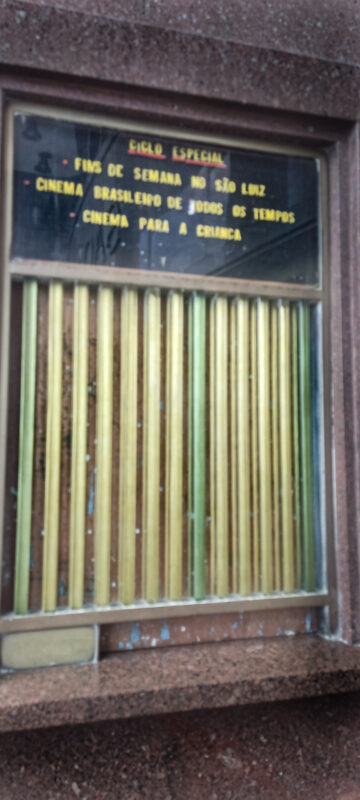 CICLO ESPECIAL
• FINS DE SEMANA NO SÃO LUIZ
• CINEMA BRASILEIRO DE TODOS OS TEMPOS
• CINEMA PARA A CRIANÇA